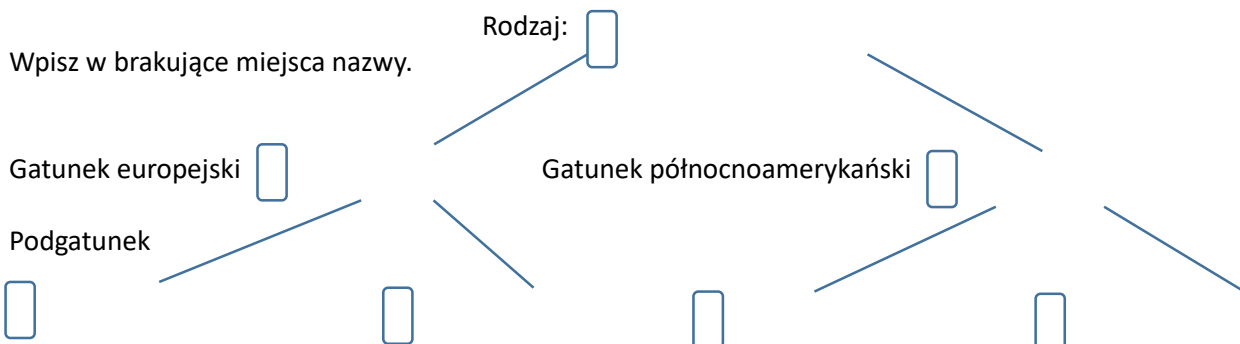 Rodzaj:
Wpisz w brakujące miejsca nazwy.
Gatunek europejski
Gatunek północnoamerykański
Podgatunek